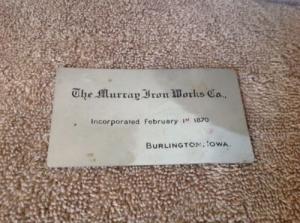 The Murray Iron Works Co.,
Incorporated February 1st 1870
BURLINGTON, IOWA.